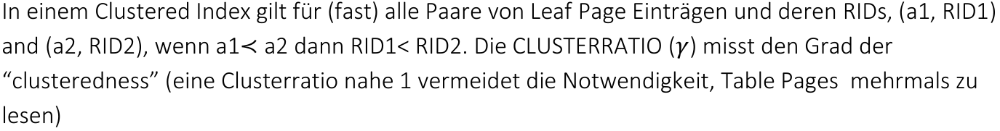 In einem Clustered Index gilt für (fast) alle Paare von Leaf Page Einträgen und deren RIDs, (a1, RID1)
and (a2, RID2), wenn a1≺ a2 dann RID1< RID2. Die CLUSTERRATIO (γ) misst den Grad der
“clusteredness” (eine Clusterratio nahe 1 vermeidet die Notwendigkeit, Table Pages  mehrmals zu
lesen)